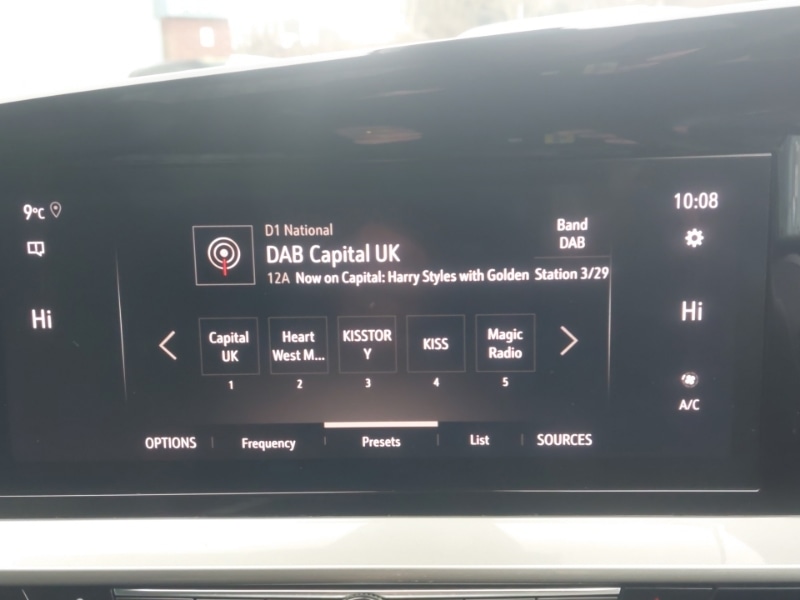 9°C
Hi
D1 National
DAB Capital UK
12A Now on Capital: Harry Styles with Golden
Band
DAB
Station 3/29
10:08
Hi
A/C
Capital
UK
1
Heart
West M...
2
KISSTOR
Y
3
KISS
4
Magic
Radio
5
OPTIONS
Frequency
Presets
List
SOURCES